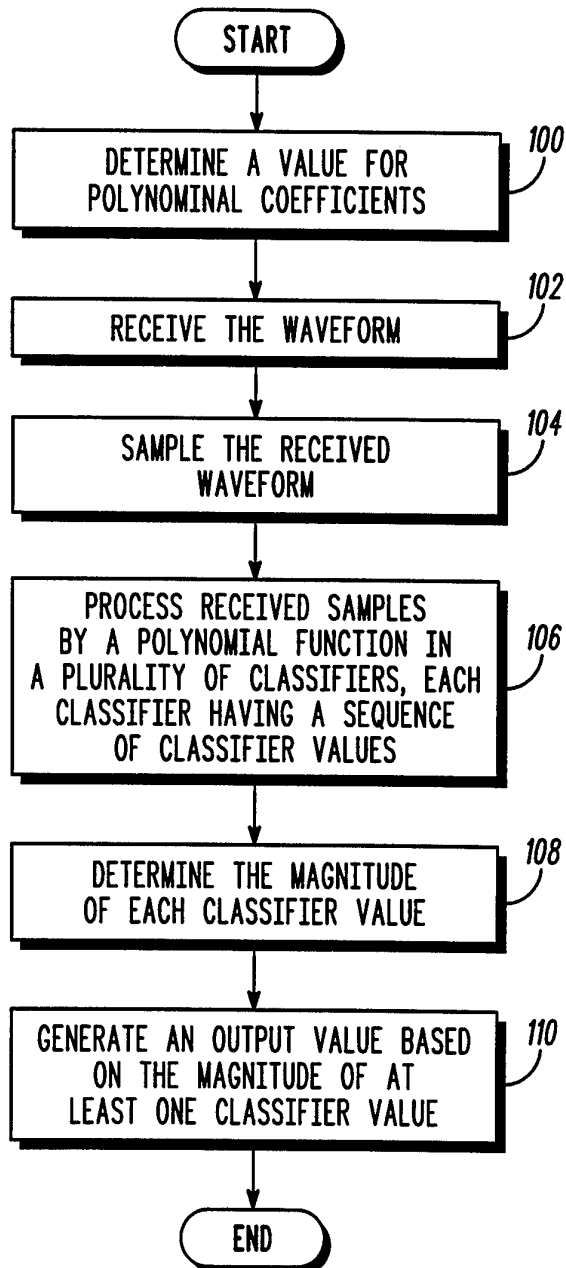 START
DETERMINE A VALUE FOR
POLYNOMINAL COEFFICIENTS
100
RECEIVE THE WAVEFORM
102
SAMPLE THE RECEIVED
WAVEFORM
104
PROCESS RECEIVED SAMPLES
BY A POLYNOMIAL FUNCTION IN
A PLURALITY OF CLASSIFIERS, EACH
CLASSIFIER HAVING A SEQUENCE
OF CLASSIFIER VALUES
106
DETERMINE THE MAGNITUDE
OF EACH CLASSIFIER VALUE
108
GENERATE AN OUTPUT VALUE BASED
ON THE MAGNITUDE OF AT
LEAST ONE CLASSIFIER VALUE
110
END